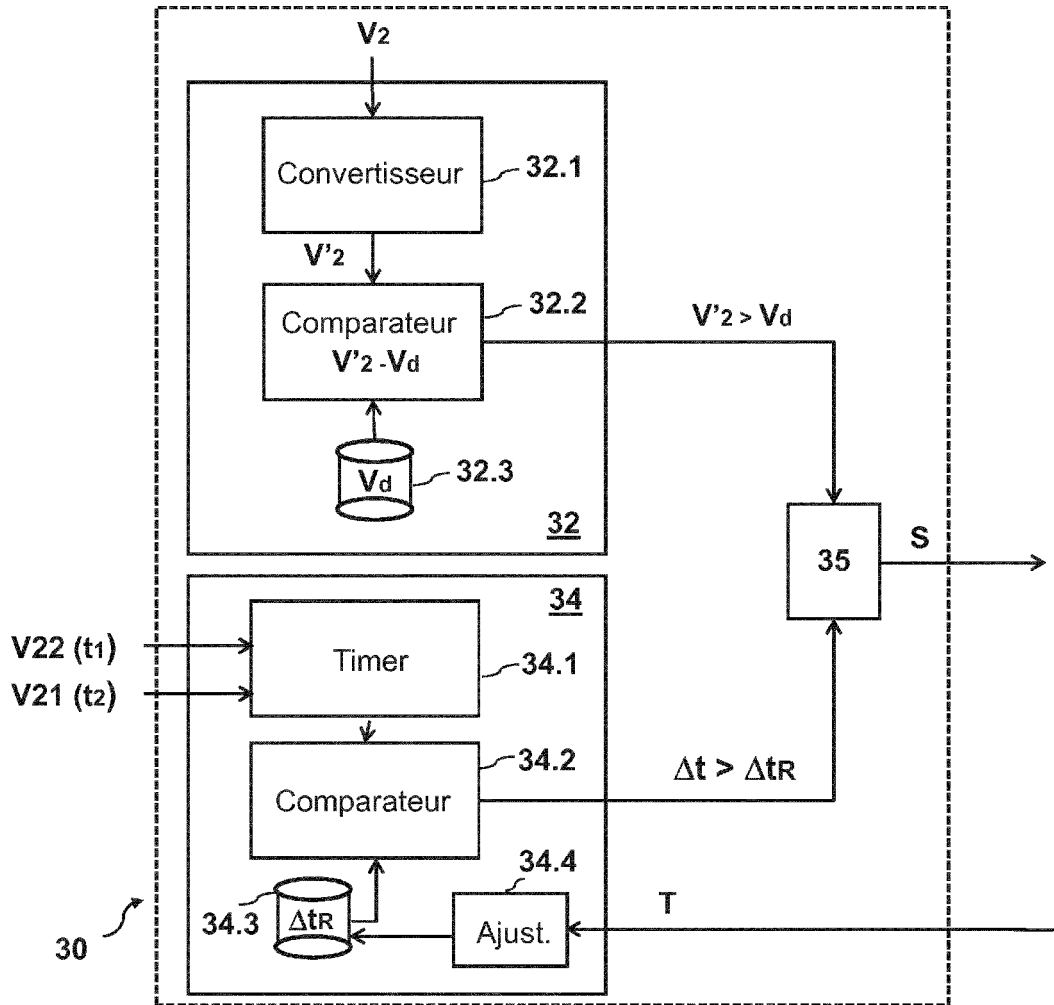 V2
Convertisseur
32.1
V'2
Comparateur
V'2 -Vd
32.2
V'2 > Vd
Vd
32.3
32
35
S
34
V22 (t1)
V21 (t2)
Timer
34.1
34.2
Comparateur
Δt > ΔtR
34.4
34.3
ΔtR
Ajust.
T
30